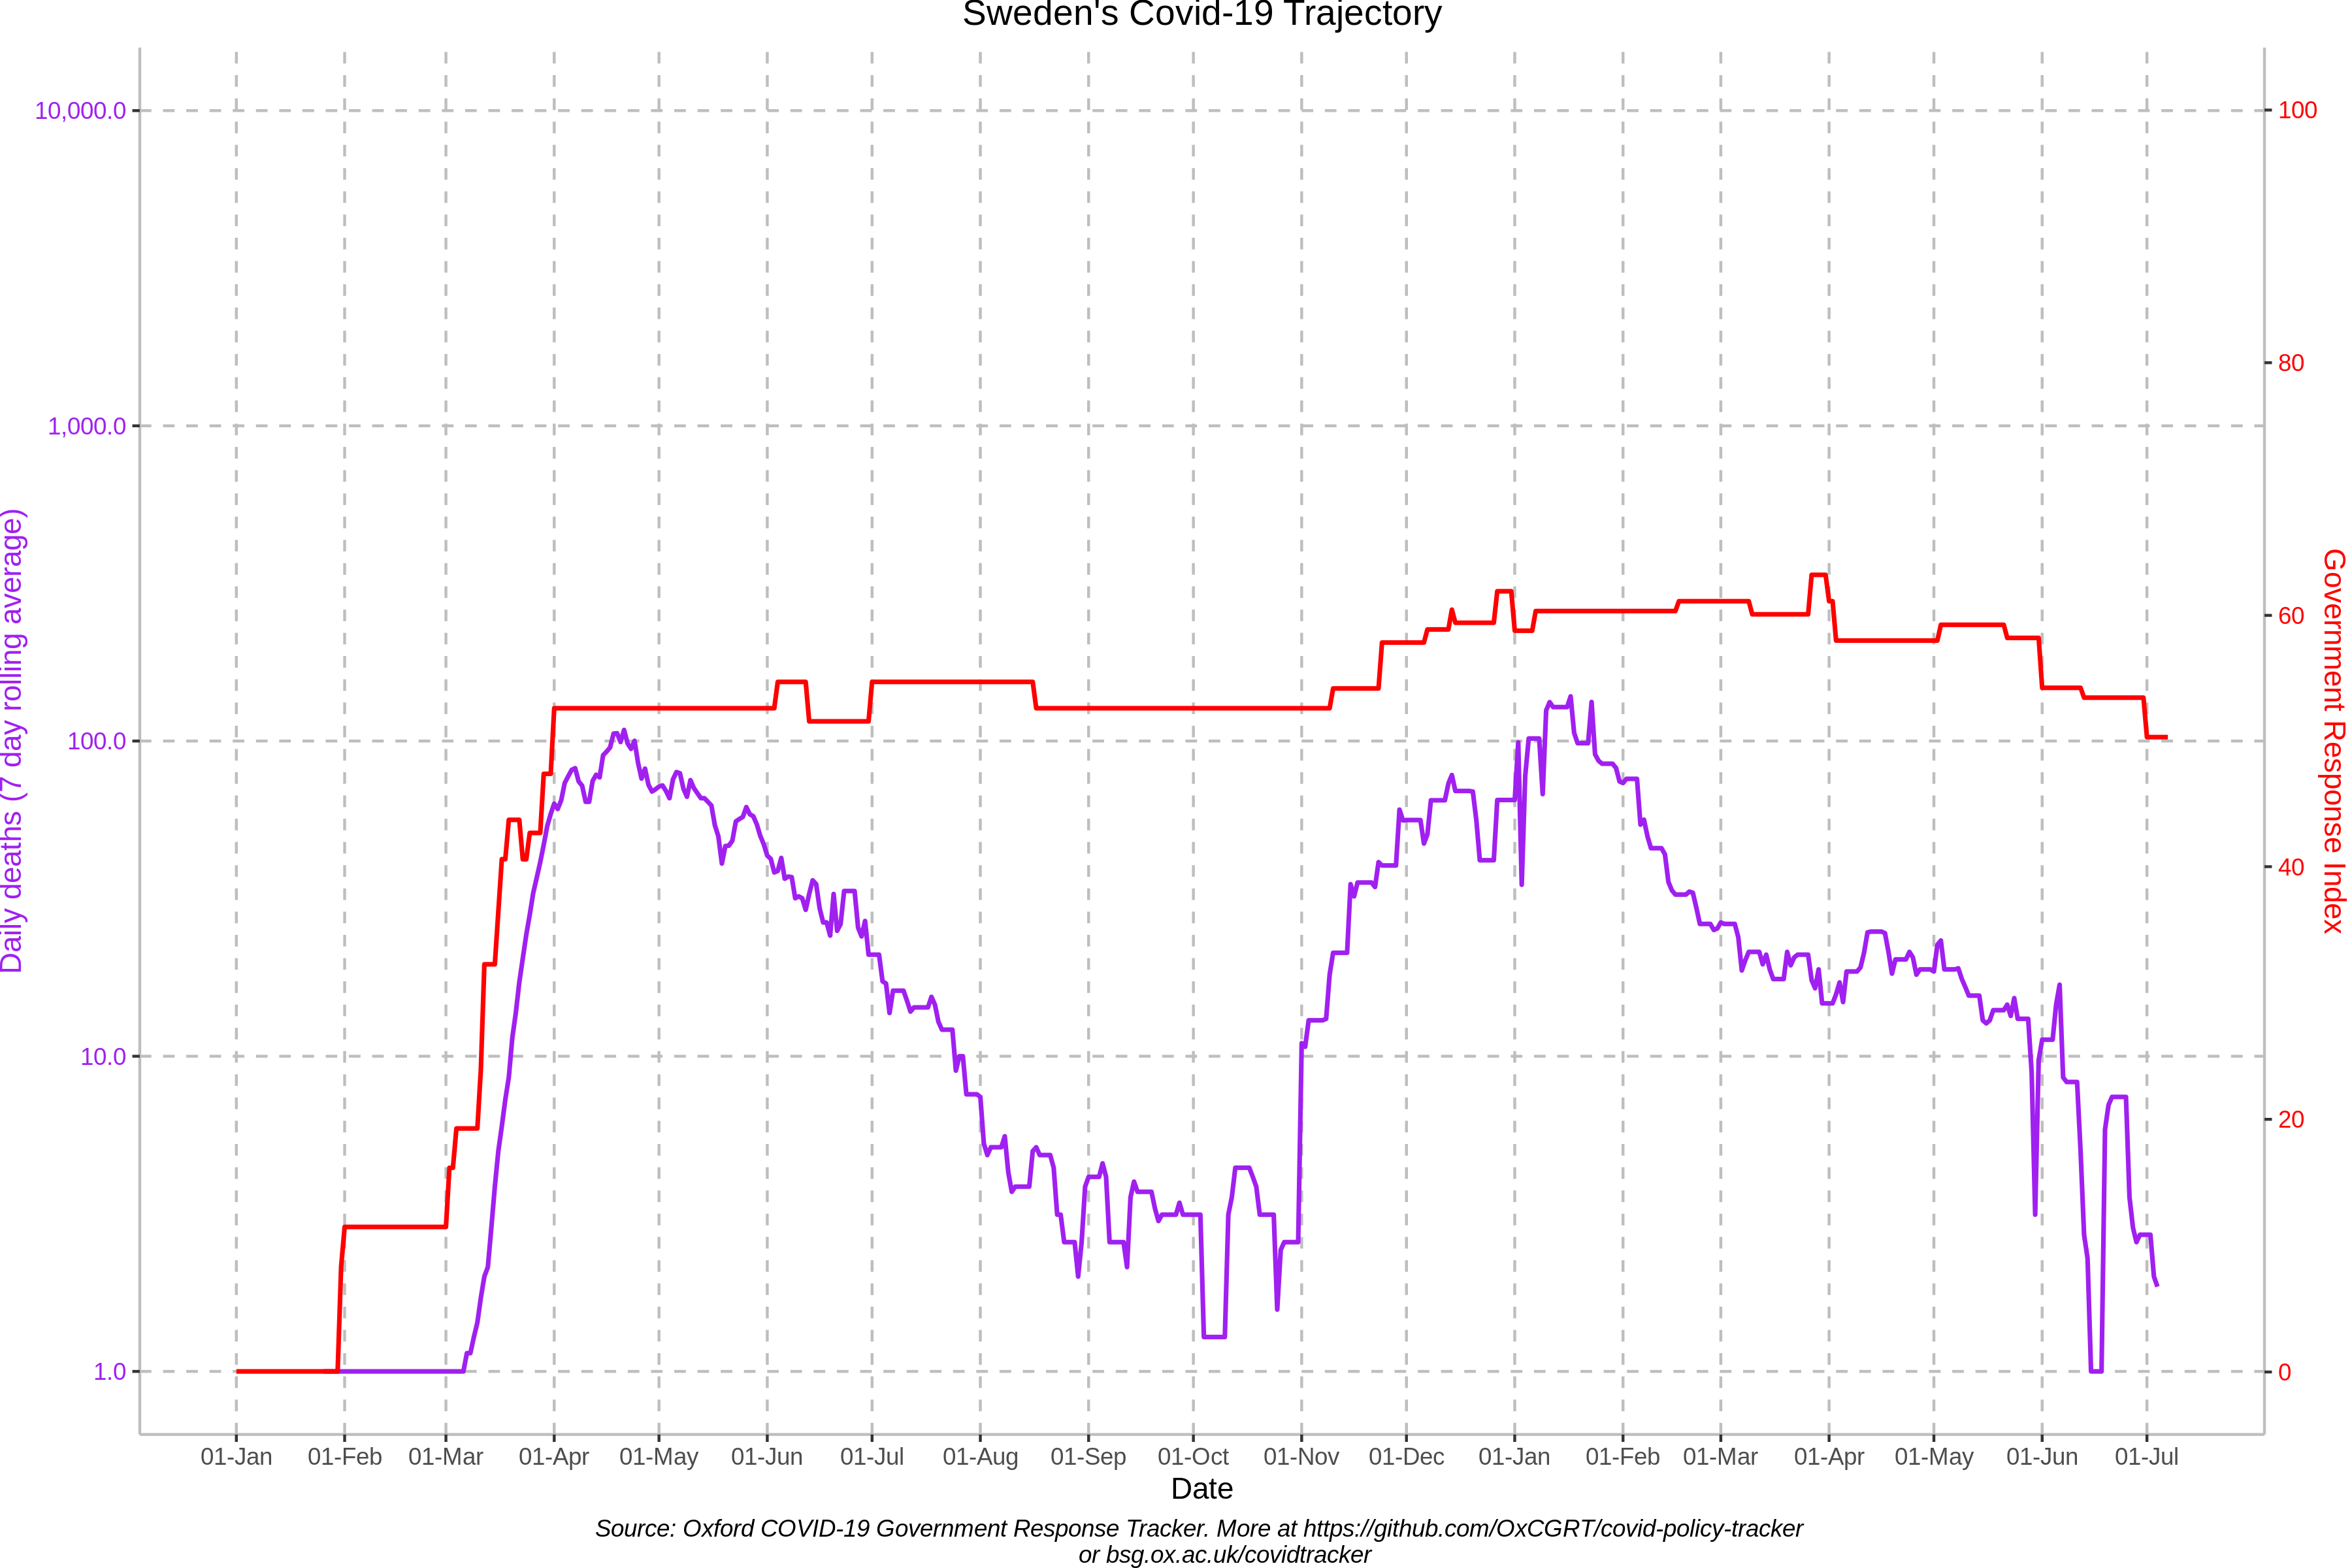 Sweden's Covid-19 Trajectory
10,000.0
1,000.0
100.0
10.0
1.0
Daily deaths (7 day rolling average)
100
80
60
40
20
0
Government Response Index
01-Jan 01-Feb 01-Mar 01-Apr 01-May 01-Jun 01-Jul 01-Aug 01-Sep 01-Oct 01-Nov 01-Dec 01-Jan 01-Feb 01-Mar 01-Apr 01-May 01-Jun 01-Jul
Date
Source: Oxford COVID-19 Government Response Tracker. More at https://github.com/OxCGRT/covid-policy-tracker
or bsg.ox.ac.uk/covidtracker